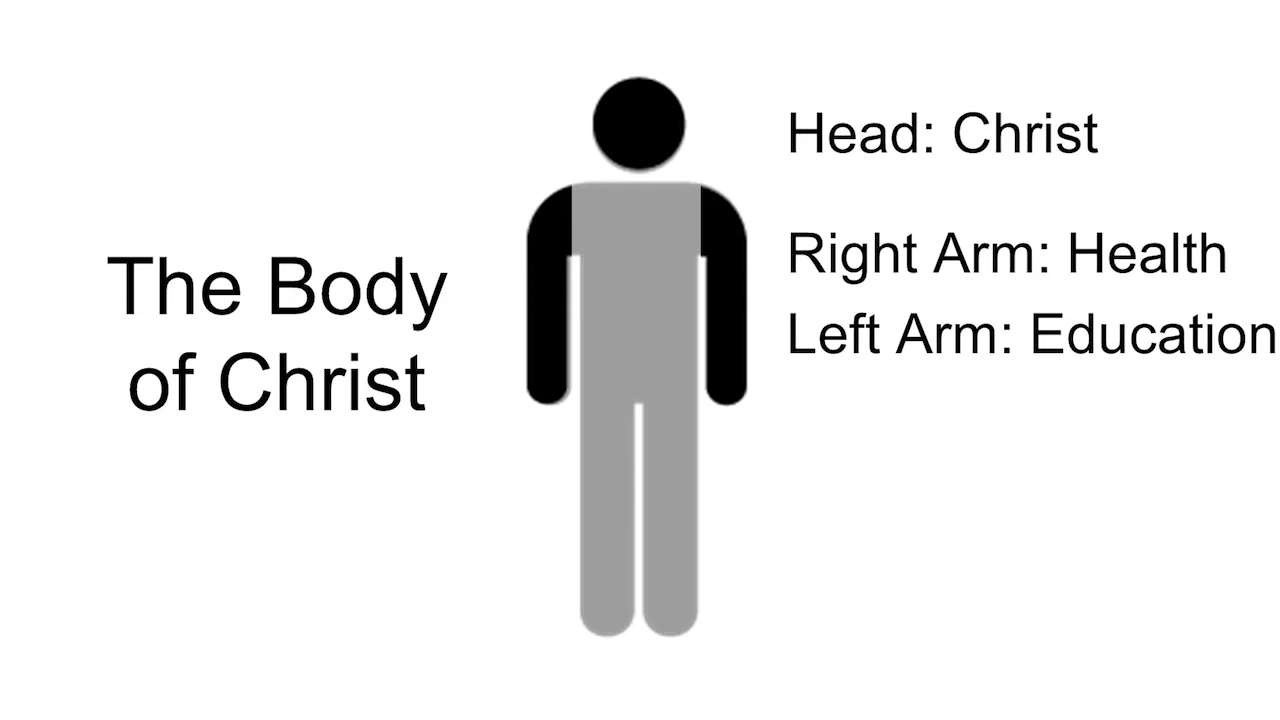 The Body
of Christ
Head: Christ
Right Arm: Health
Left Arm: Education